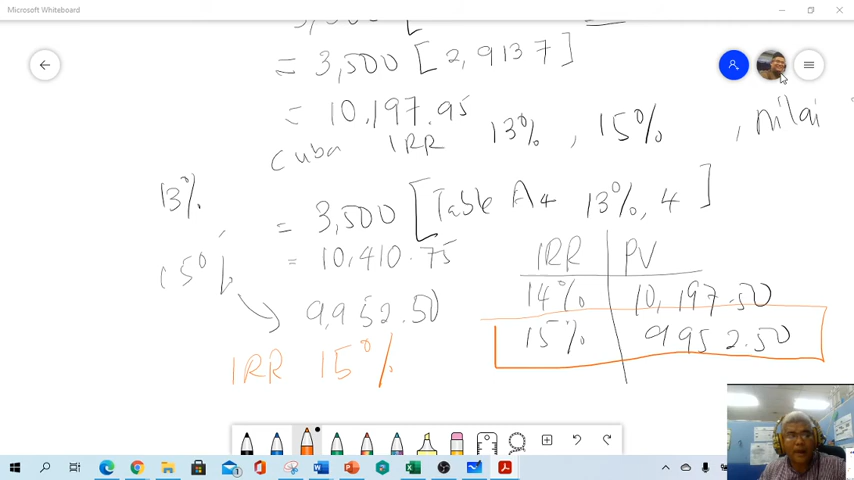 Microsoft Whiteboard
= 3,500 [ 2,9137 ]
= 10,197.95
Cuba IRR 13%, 15%, nilai
13%
= 3,500 [Table A4 13%, 4 ]
15%
= 10,410.75
9,952.50
IRR 15%
IRR PV
14% 10,197.50
15% 9952.50